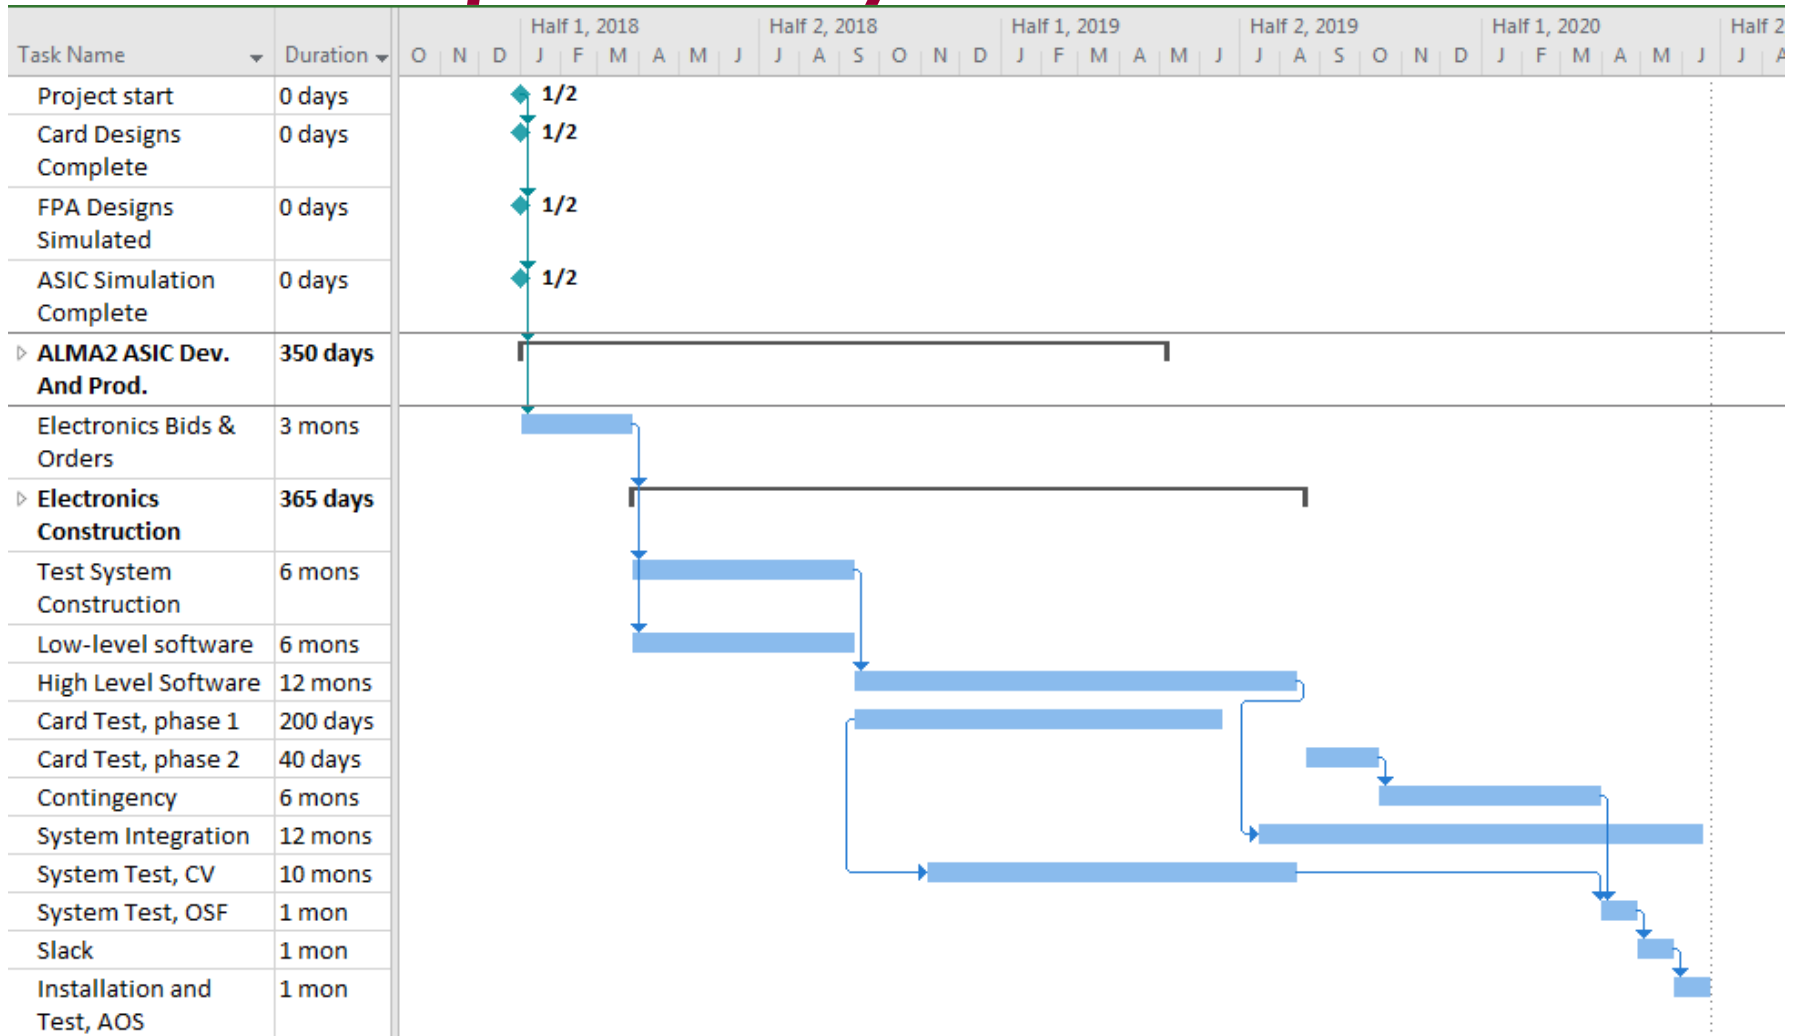 Half 1, 2018 Half 2, 2018 Half 1, 2019 Half 2, 2019 Half 1, 2020 Half 2
Task Name Duration O N D J F M A M J J A S O N D J F M A M J J A S O N D J F M A M J J A
Project start 0 days 1/2
Card Designs 0 days 1/2
Complete
FPA Designs 0 days 1/2
Simulated
ASIC Simulation 0 days 1/2
Complete
ALMA2 ASIC Dev. 350 days
And Prod.
Electronics Bids & 3 mons
Orders
Electronics 365 days
Construction
Test System 6 mons
Construction
Low-level software 6 mons
High Level Software 12 mons
Card Test, phase 1 200 days
Card Test, phase 2 40 days
Contingency 6 mons
System Integration 12 mons
System Test, CV 10 mons
System Test, OSF 1 mon
Slack 1 mon
Installation and 1 mon
Test, AOS